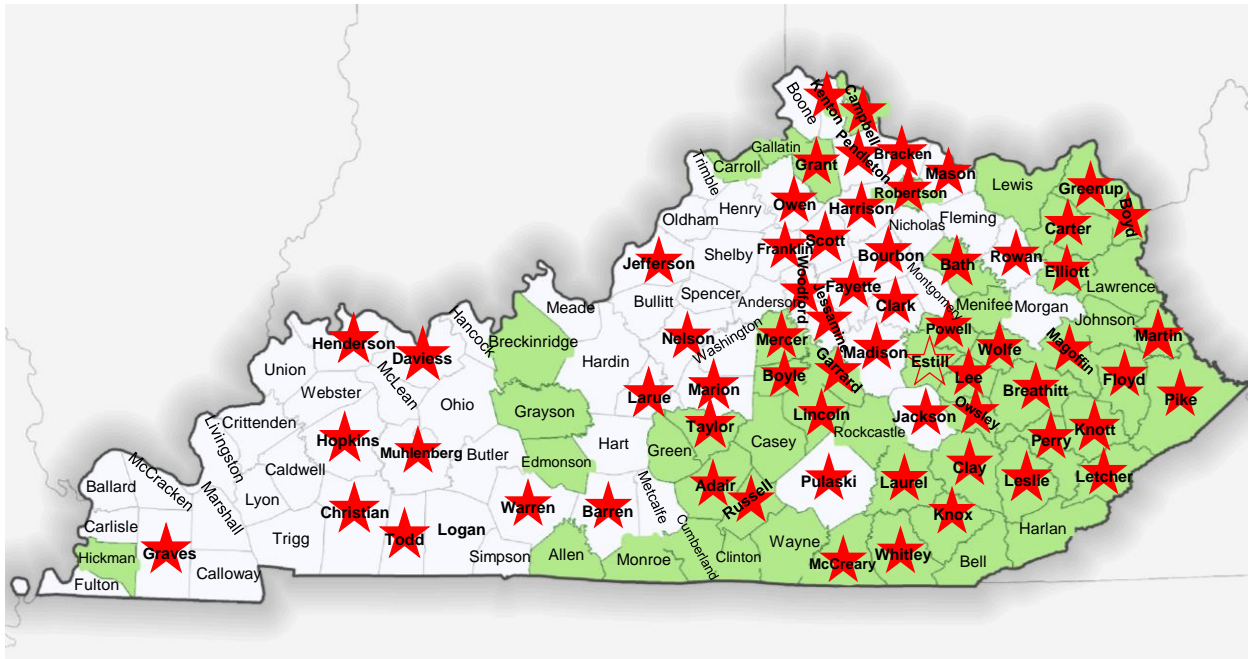 Boone
Kenton
Campbell
Gallatin
Carroll
Trimble
Grant
Pendleton
Bracken
Mason
Robertson
Lewis
Greenup
Boyd
Owen
Henry
Oldham
Harrison
Nicholas
Fleming
Carter
Franklin
Scott
Bourbon
Bath
Rowan
Elliott
Jefferson
Shelby
Woodford
Fayette
Clark
Montgomery
Menifee
Morgan
Lawrence
Bullitt
Spencer
Anderson
Jessamine
Johnson
Martin
Meade
Hancock
Breckinridge
Hardin
Nelson
Washington
Mercer
Garrard
Madison
Powell
Estill
Wolfe
Magoffin
Floyd
Pike
Henderson
Daviess
Union
Webster
McLean
Ohio
Grayson
Larue
Marion
Boyle
Lincoln
Jackson
Lee
Owsley
Breathitt
Perry
Knott
Letcher
Crittenden
Livingston
Hopkins
Muhlenberg
Butler
Edmonson
Hart
Green
Taylor
Casey
Rockcastle
Caldwell
Lyon
McCracken
Marshall
Ballard
Carlisle
Hickman
Fulton
Graves
Calloway
Trigg
Christian
Todd
Logan
Simpson
Warren
Allen
Barren
Metcalfe
Monroe
Cumberland
Adair
Russell
Clinton
Wayne
Pulaski
McCreary
Laurel
Whitley
Knox
Clay
Leslie
Bell
Harlan